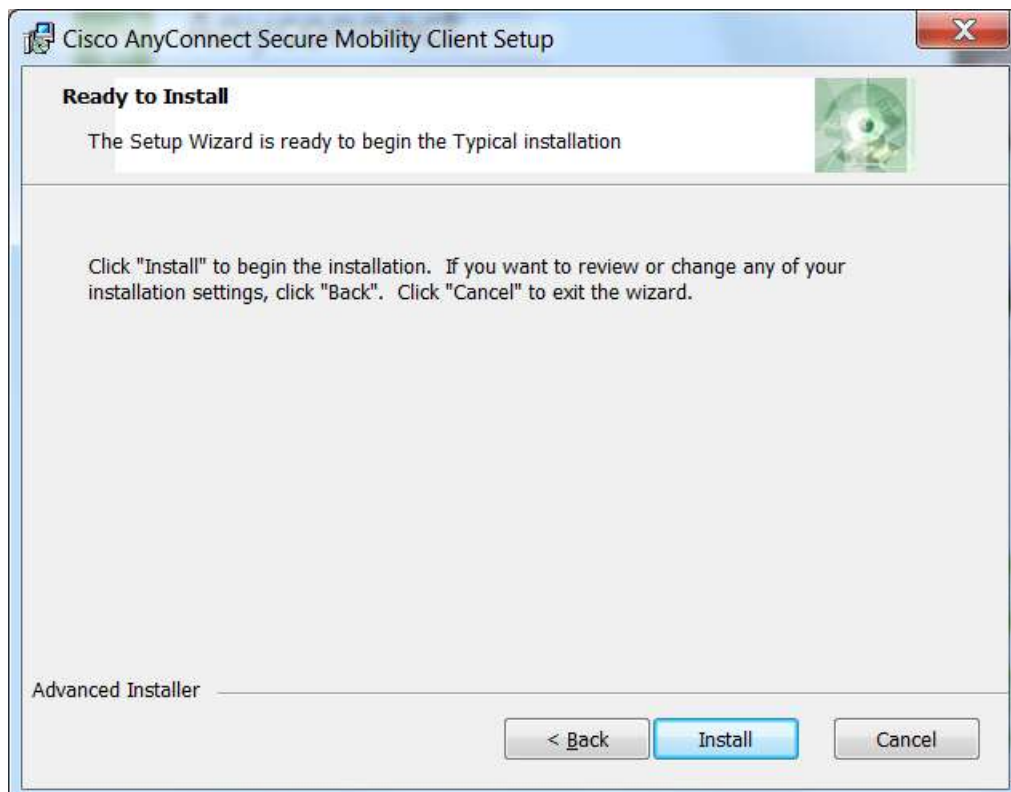 Cisco AnyConnect Secure Mobility Client Setup
Ready to Install
The Setup Wizard is ready to begin the Typical installation
Click "Install" to begin the installation.  If you want to review or change any of your
installation settings, click "Back".  Click "Cancel" to exit the wizard.
Advanced Installer
< Back
Install
Cancel